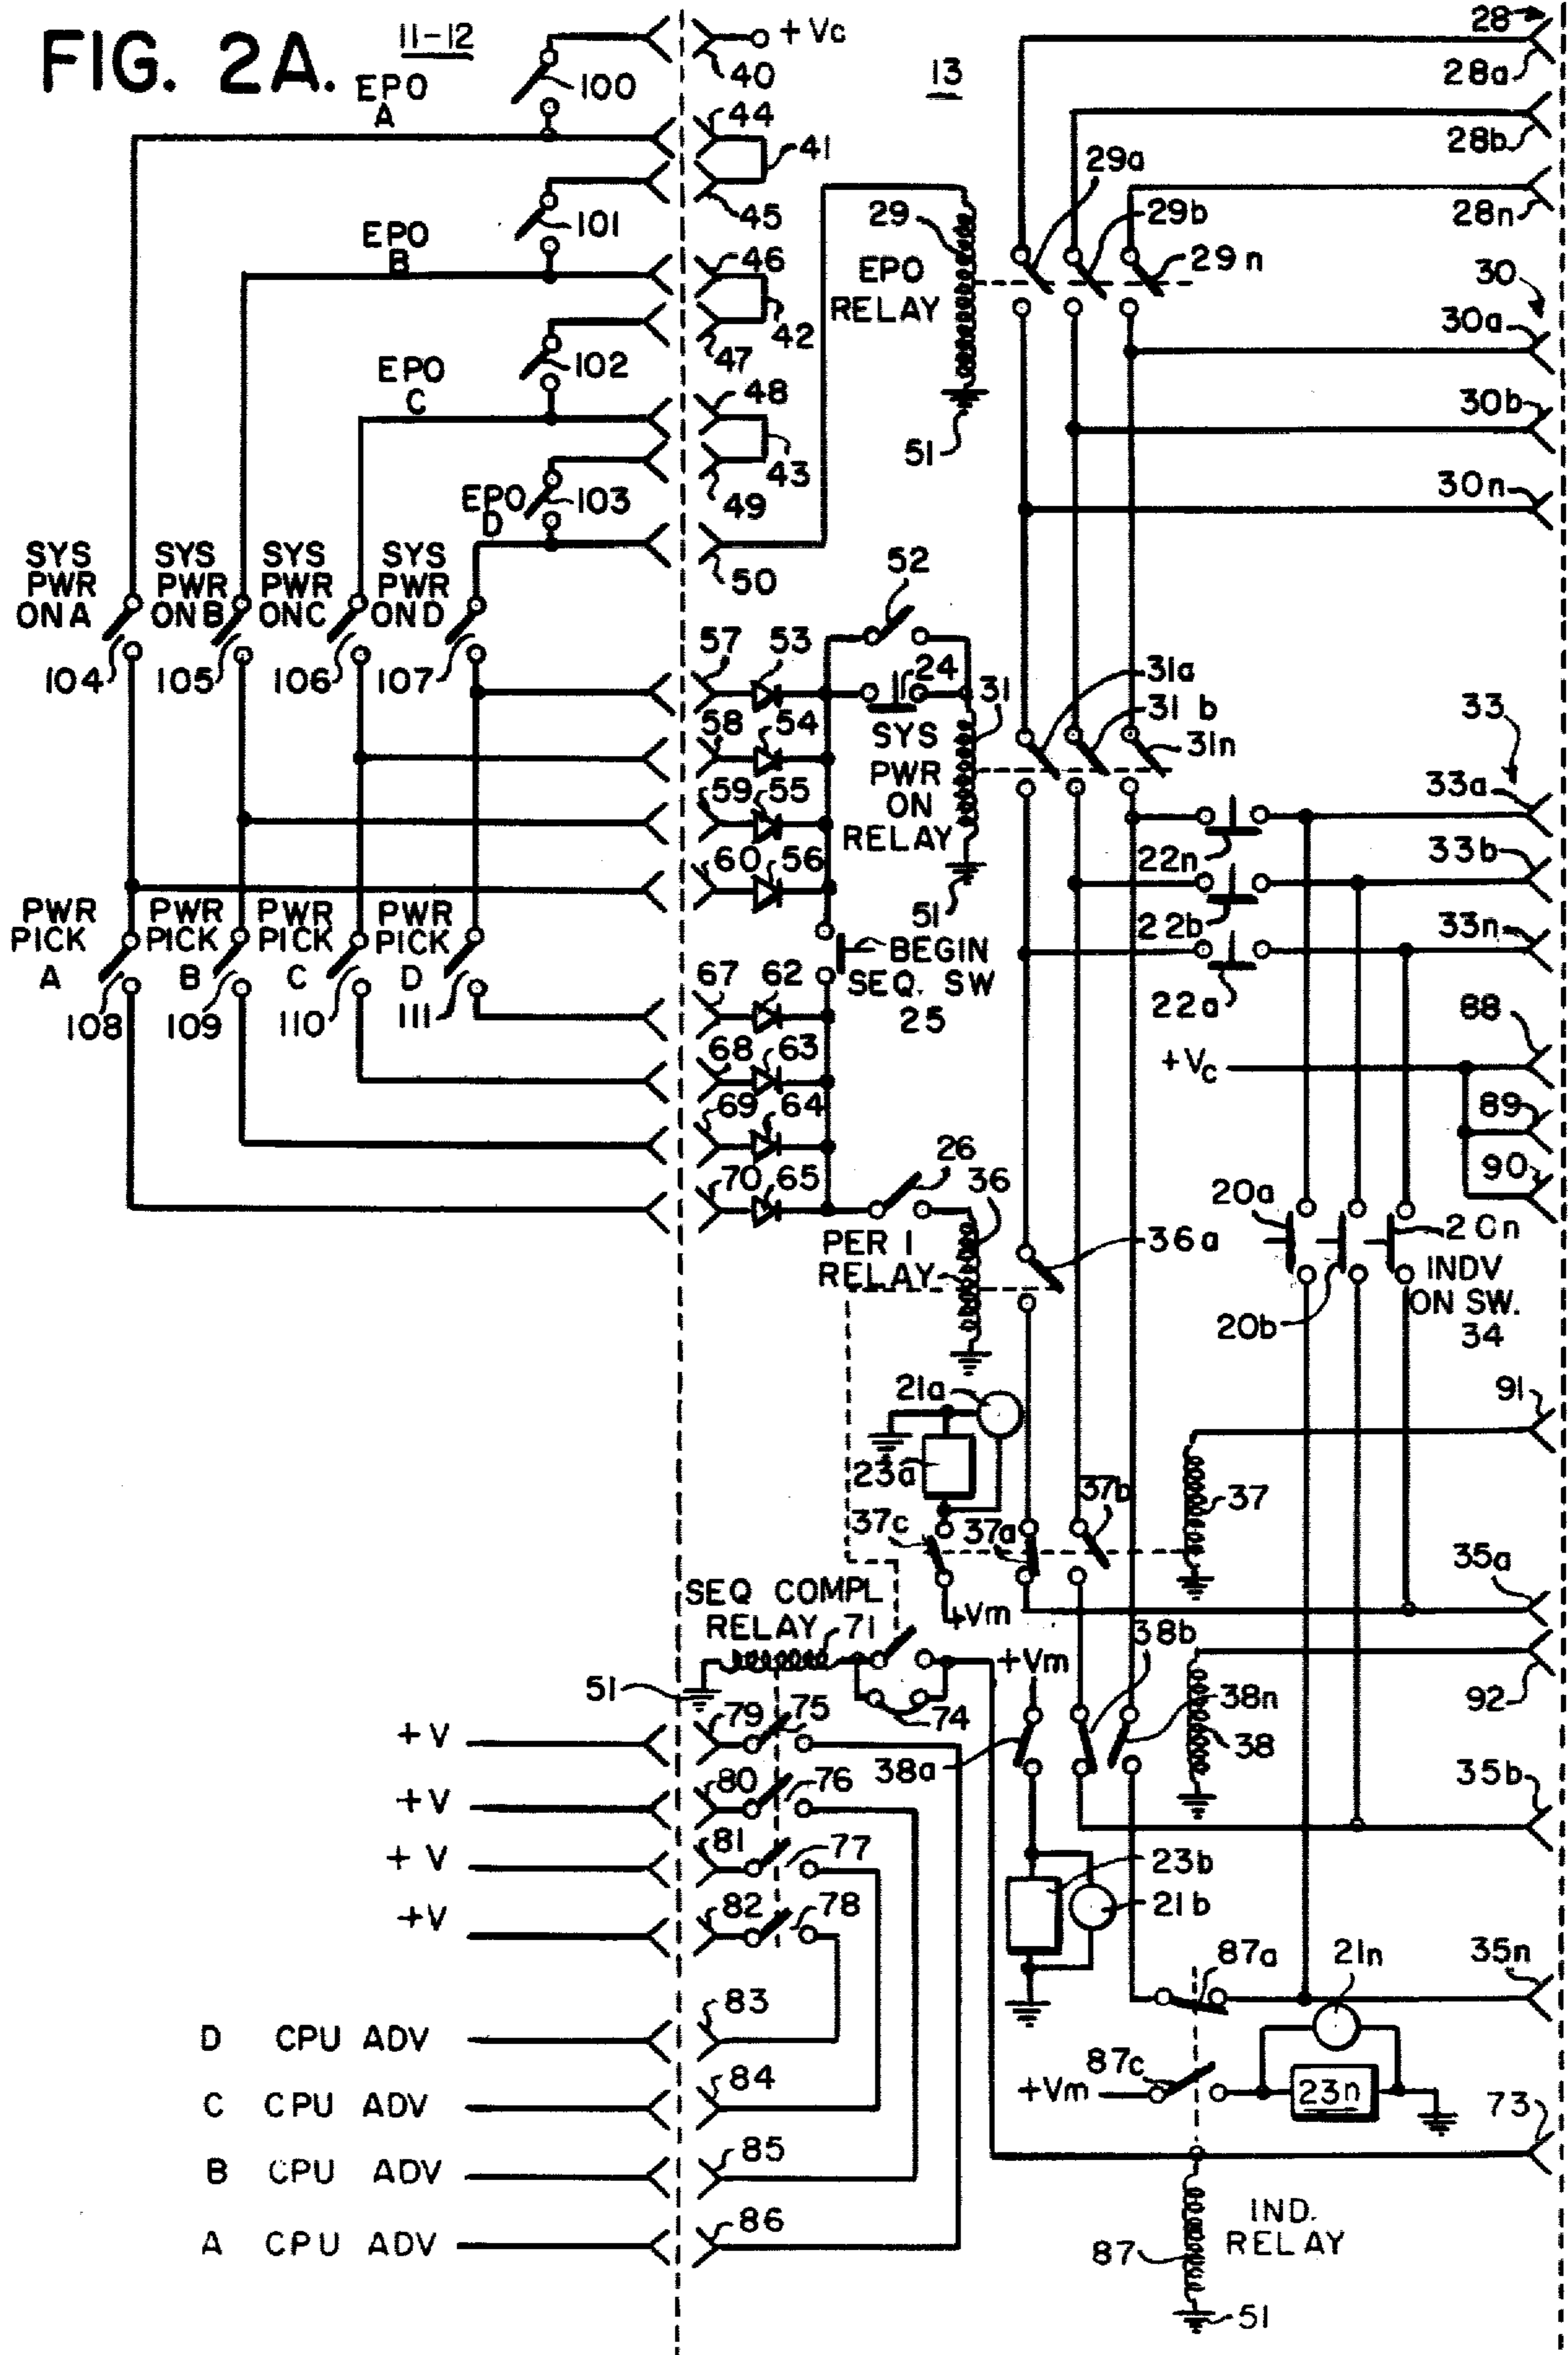 FIG. 2A.
11-12
+Vc
40
100
EPO
A
44
41
45
101
EPO
B
46
42
47
102
EPO
C
48
43
49
103
EPO
D
50
13
28
28a
28b
28n
29a
29b
29n
29
EPO
RELAY
51
30
30a
30b
30n
SYS
PWR
ON A
SYS
PWR
ON B
SYS
PWR
ON C
SYS
PWR
ON D
104
105
106
107
52
57
53
24
31
58
54
SYS
PWR
ON
RELAY
59
55
60
56
51
31a
31b
31n
33
33a
22n
33b
22b
33n
22a
PWR
PICK
A
PWR
PICK
B
PWR
PICK
C
PWR
PICK
D
108
109
110
111
BEGIN
SEQ. SW
25
67
62
68
63
69
64
70
65
26
36
PER 1
RELAY
36a
88
+Vc
89
90
20a
20n
INDV
ON SW.
34
20b
21a
23a
91
37
37c
37a
37b
+Vm
35a
SEQ COMPL
RELAY
71
51
74
+Vm
38b
38n
38
38a
92
+V
79
75
+V
80
76
+V
81
77
+V
82
78
35b
23b
21b
D CPU ADV
83
C CPU ADV
84
B CPU ADV
85
A CPU ADV
86
87a
21n
35n
87c
+Vm
23n
73
IND.
RELAY
87
51